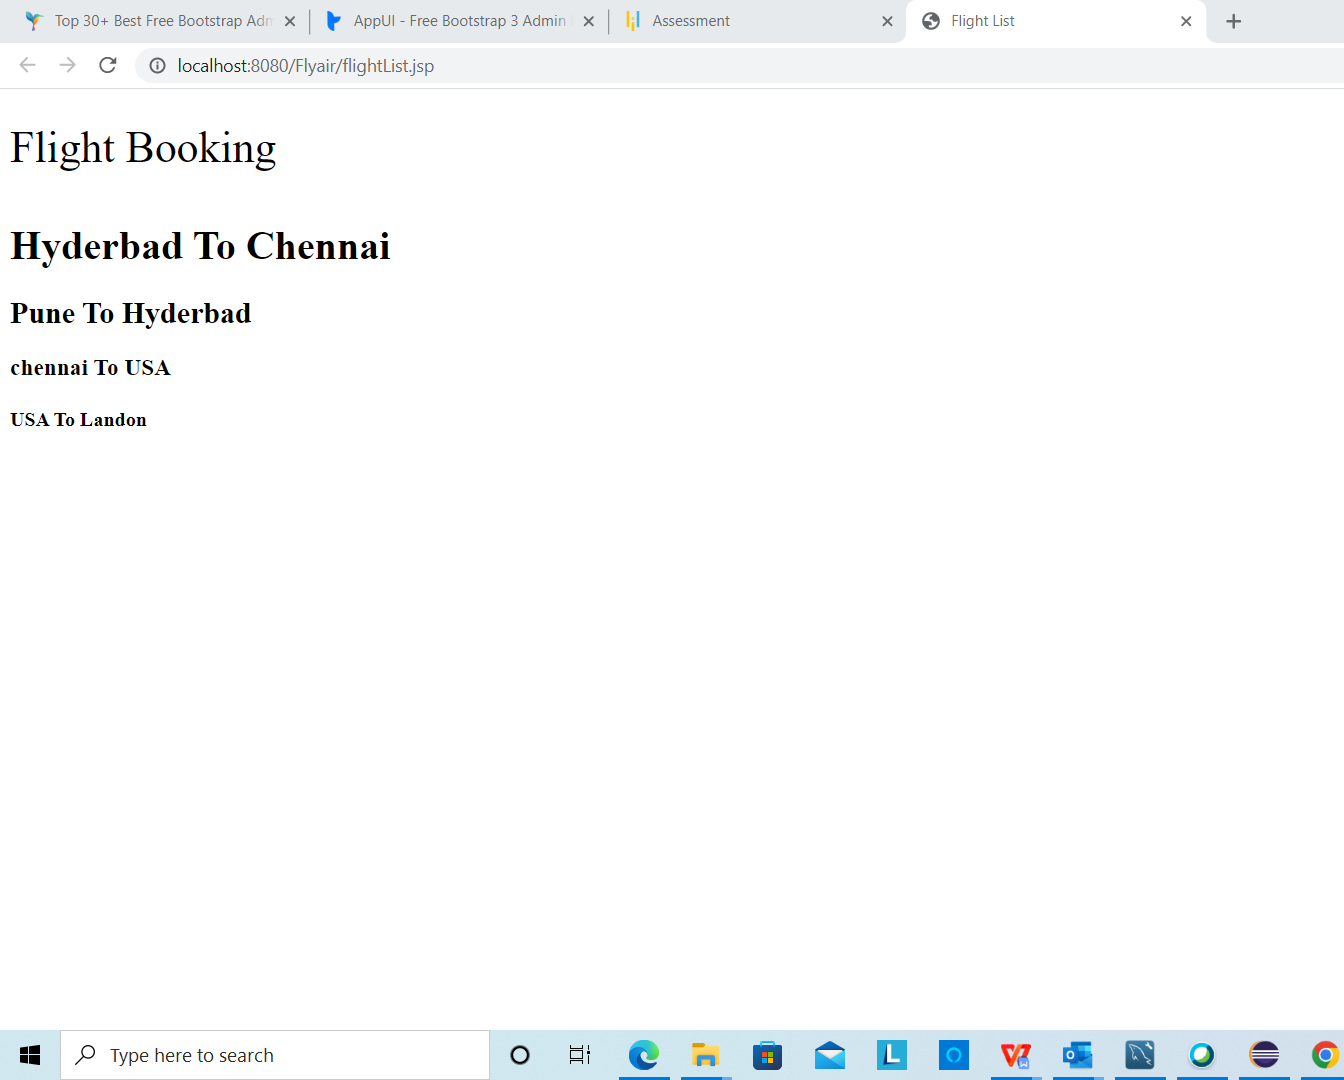 Top 30+ Best Free Bootstrap Adm
AppUI - Free Bootstrap 3 Admin
Assessment
Flight List
localhost:8080/Flyair/flightList.jsp
Flight Booking
Hyderbad To Chennai
Pune To Hyderbad
chennai To USA
USA To Landon
Type here to search